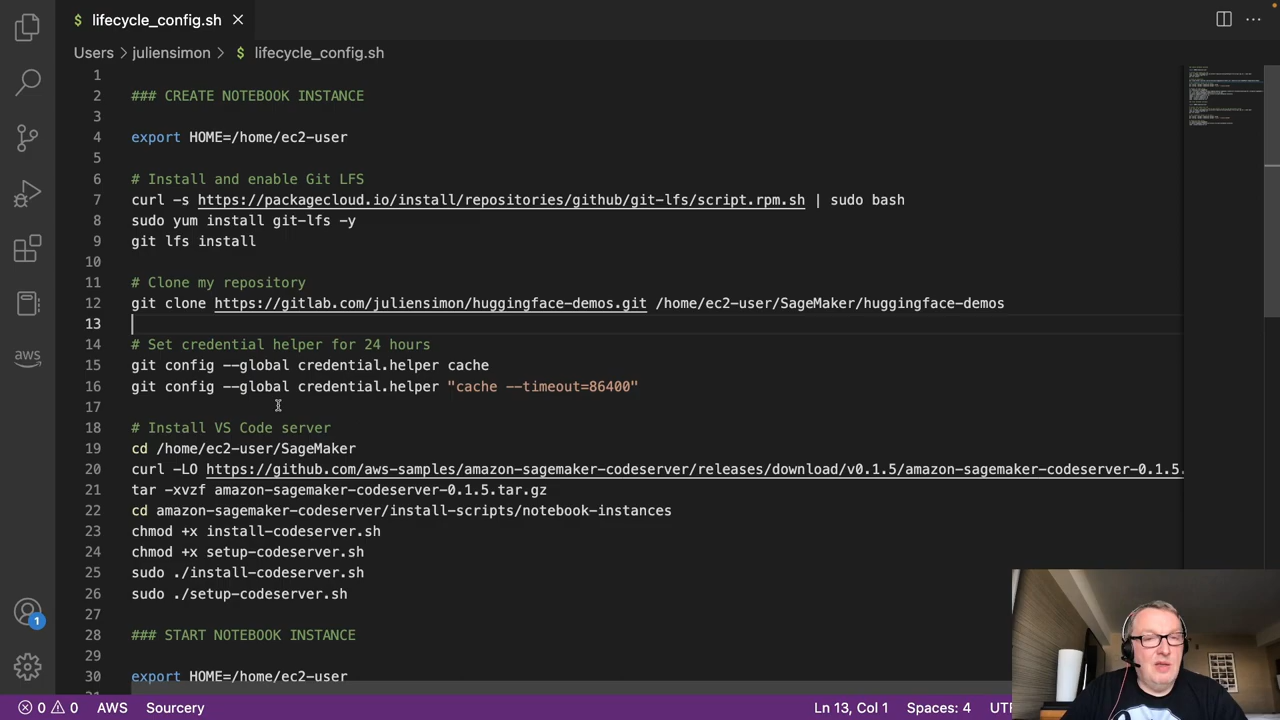 lifecycle_config.sh
Users > juliensimon > $ lifecycle_config.sh
1
2 ### CREATE NOTEBOOK INSTANCE
3
4 export HOME=/home/ec2-user
5
6 # Install and enable Git LFS
7 curl -s https://packagecloud.io/install/repositories/github/git-lfs/script.rpm.sh | sudo bash
8 sudo yum install git-lfs -y
9 git lfs install
10
11 # Clone my repository
12 git clone https://gitlab.com/juliensimon/huggingface-demos.git /home/ec2-user/SageMaker/huggingface-demos
13
14 # Set credential helper for 24 hours
15 git config --global credential.helper cache
16 git config --global credential.helper "cache --timeout=86400"
17
18 # Install VS Code server
19 cd /home/ec2-user/SageMaker
20 curl -LO https://github.com/aws-samples/amazon-sagemaker-codeserver/releases/download/v0.1.5/amazon-sagemaker-codeserver-0.1.5.
21 tar -xvzf amazon-sagemaker-codeserver-0.1.5.tar.gz
22 cd amazon-sagemaker-codeserver/install-scripts/notebook-instances
23 chmod +x install-codeserver.sh
24 chmod +x setup-codeserver.sh
25 sudo ./install-codeserver.sh
26 sudo ./setup-codeserver.sh
27
28 ### START NOTEBOOK INSTANCE
29
30 export HOME=/home/ec2-user
aws
1
0 0 AWS Sourcery Ln 13, Col 1 Spaces: 4